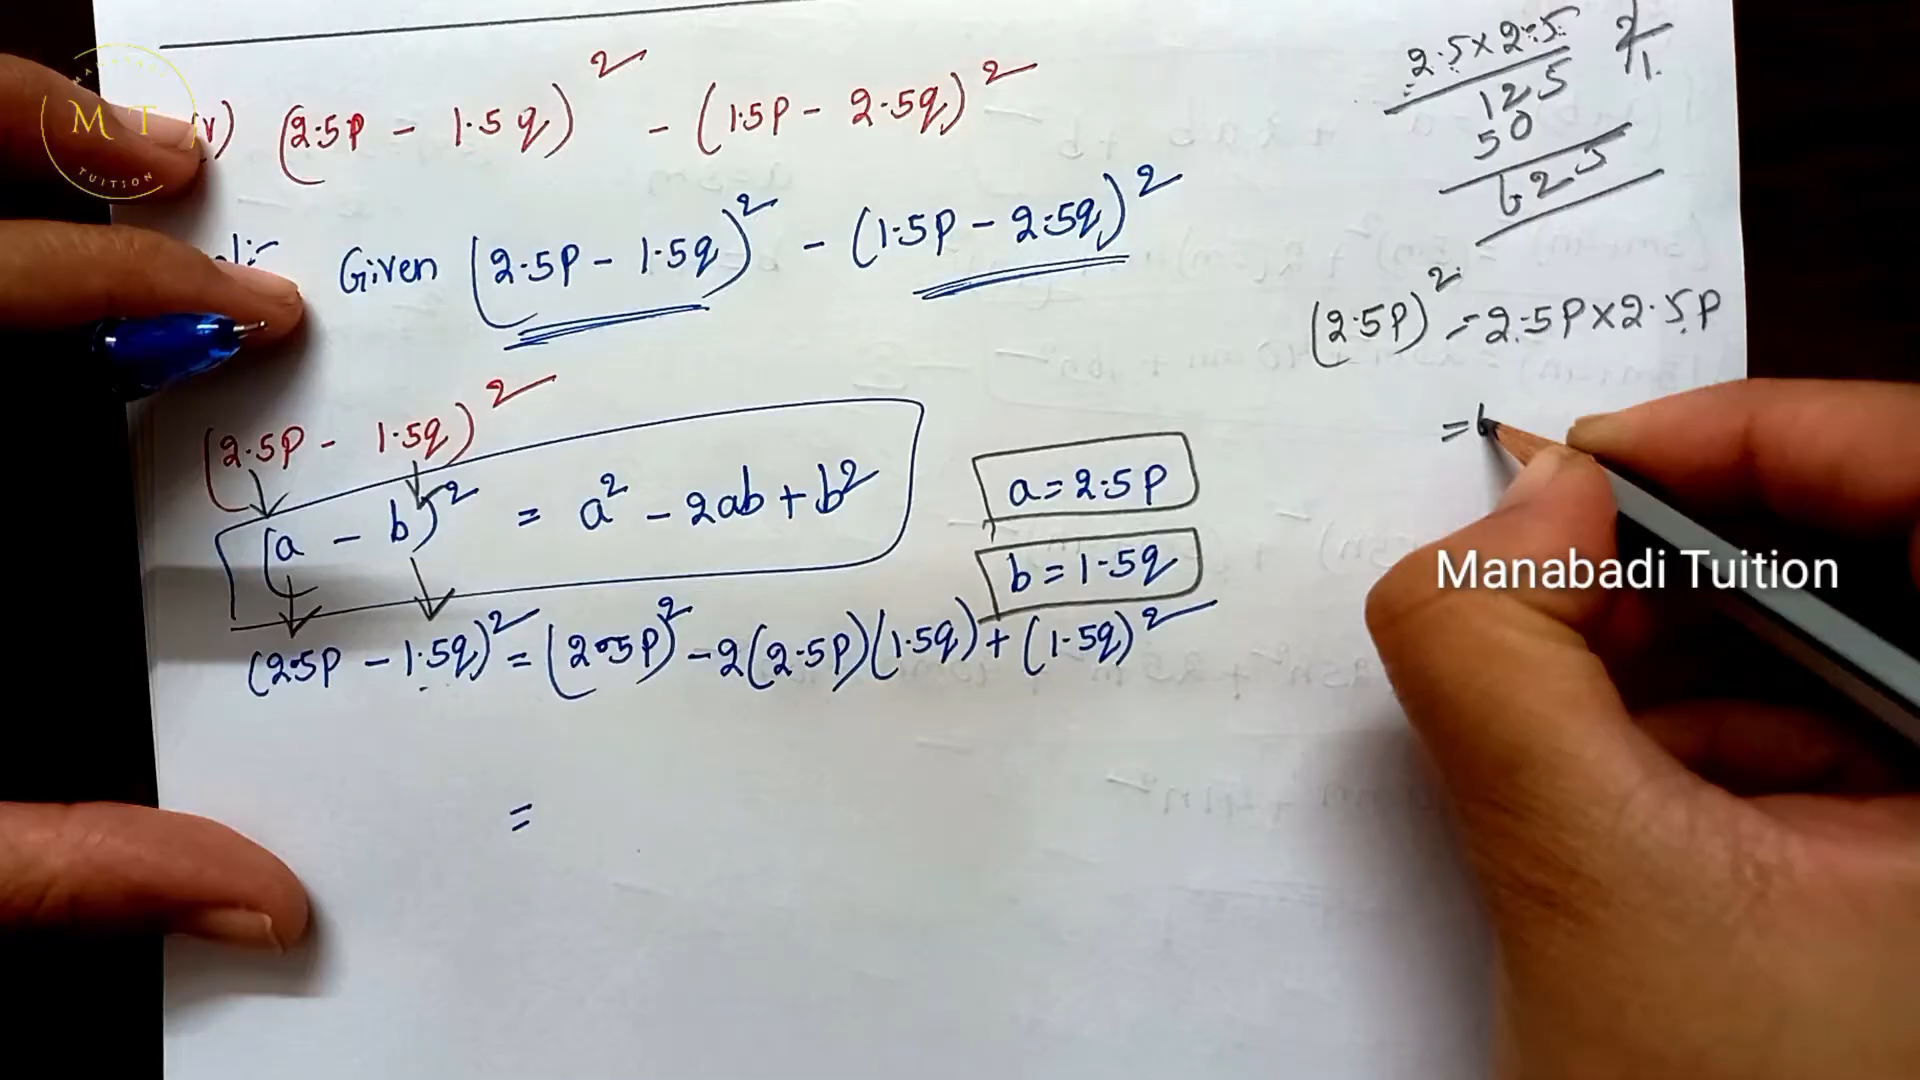 MANABADI
M T
TUITION
v) (2.5p - 1.5q)² - (1.5p - 2.5q)²
Given (2.5p - 1.5q)² - (1.5p - 2.5q)²
(2.5p - 1.5q)²
(a - b)² = a² - 2ab + b²
a = 2.5p
b = 1.5q
(2.5p - 1.5q)² = (2.5p)² - 2(2.5p)(1.5q) + (1.5q)²
=
2.5×2.5
125
50
625
2/1.
(2.5p)² = 2.5p×2.5p
= 6
Manabadi Tuition